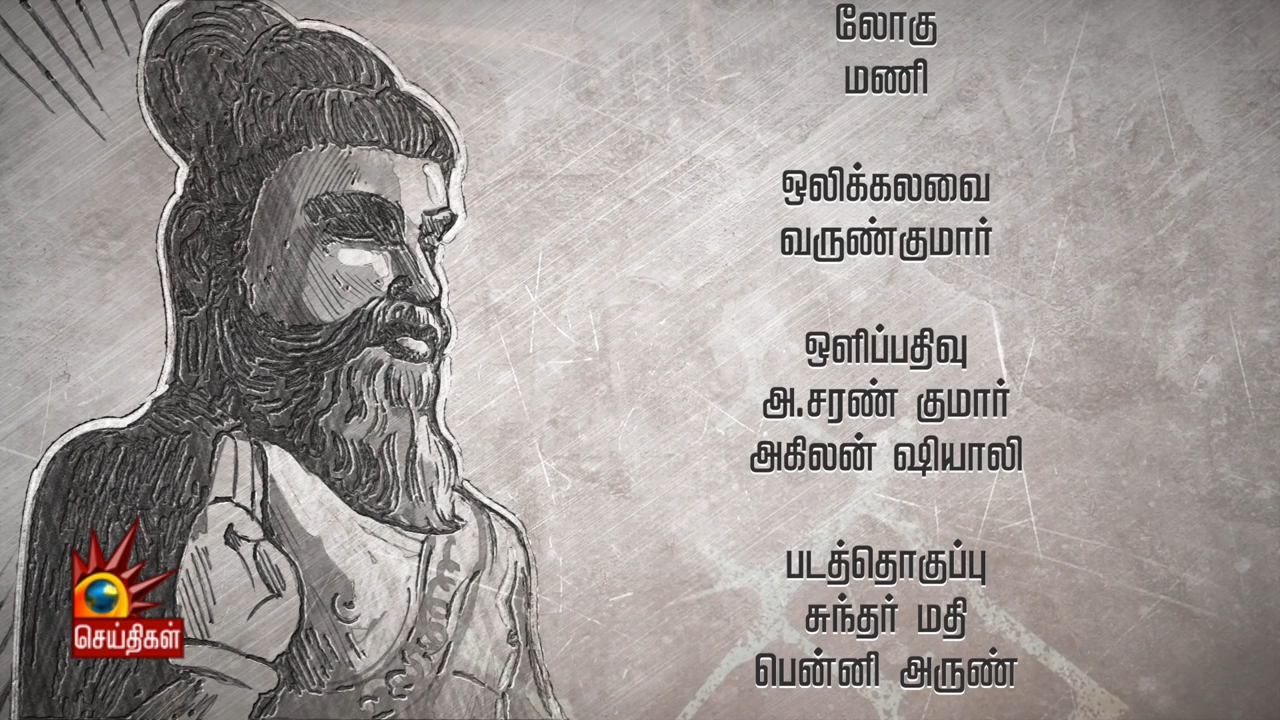 லோகு
மணி
ஒலிக்கலவை
வருண்குமார்
ஒளிப்பதிவு
அ.சரண் குமார்
அகிலன் ஷியாலி
படத்தொகுப்பு
சுந்தர் மதி
பென்னி அருண்
செய்திகள்